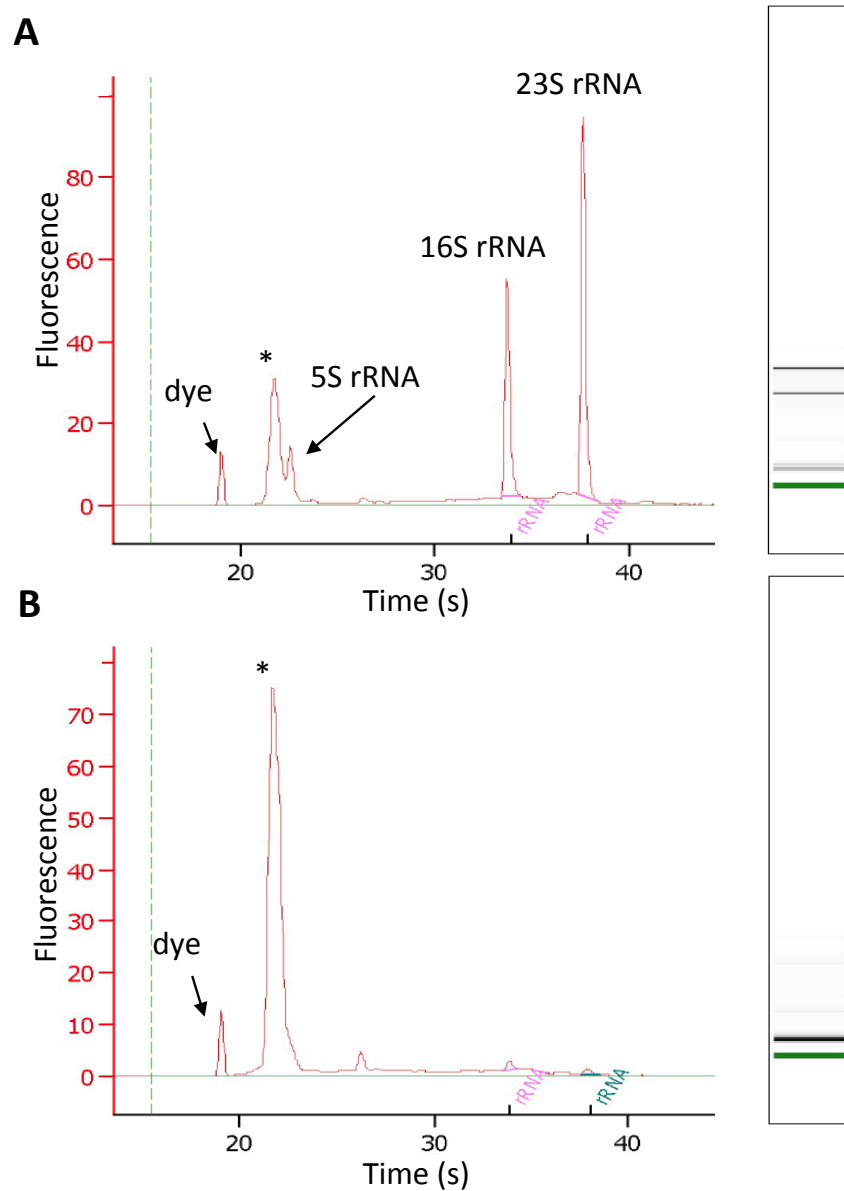 A
23S rRNA
16S rRNA
*
5S rRNA
dye
Fluorescence
80
60
40
20
0
rRNA
rRNA
20
30
40
Time (s)
B
*
dye
Fluorescence
70
60
50
40
30
20
10
0
rRNA
rRNA
20
30
40
Time (s)